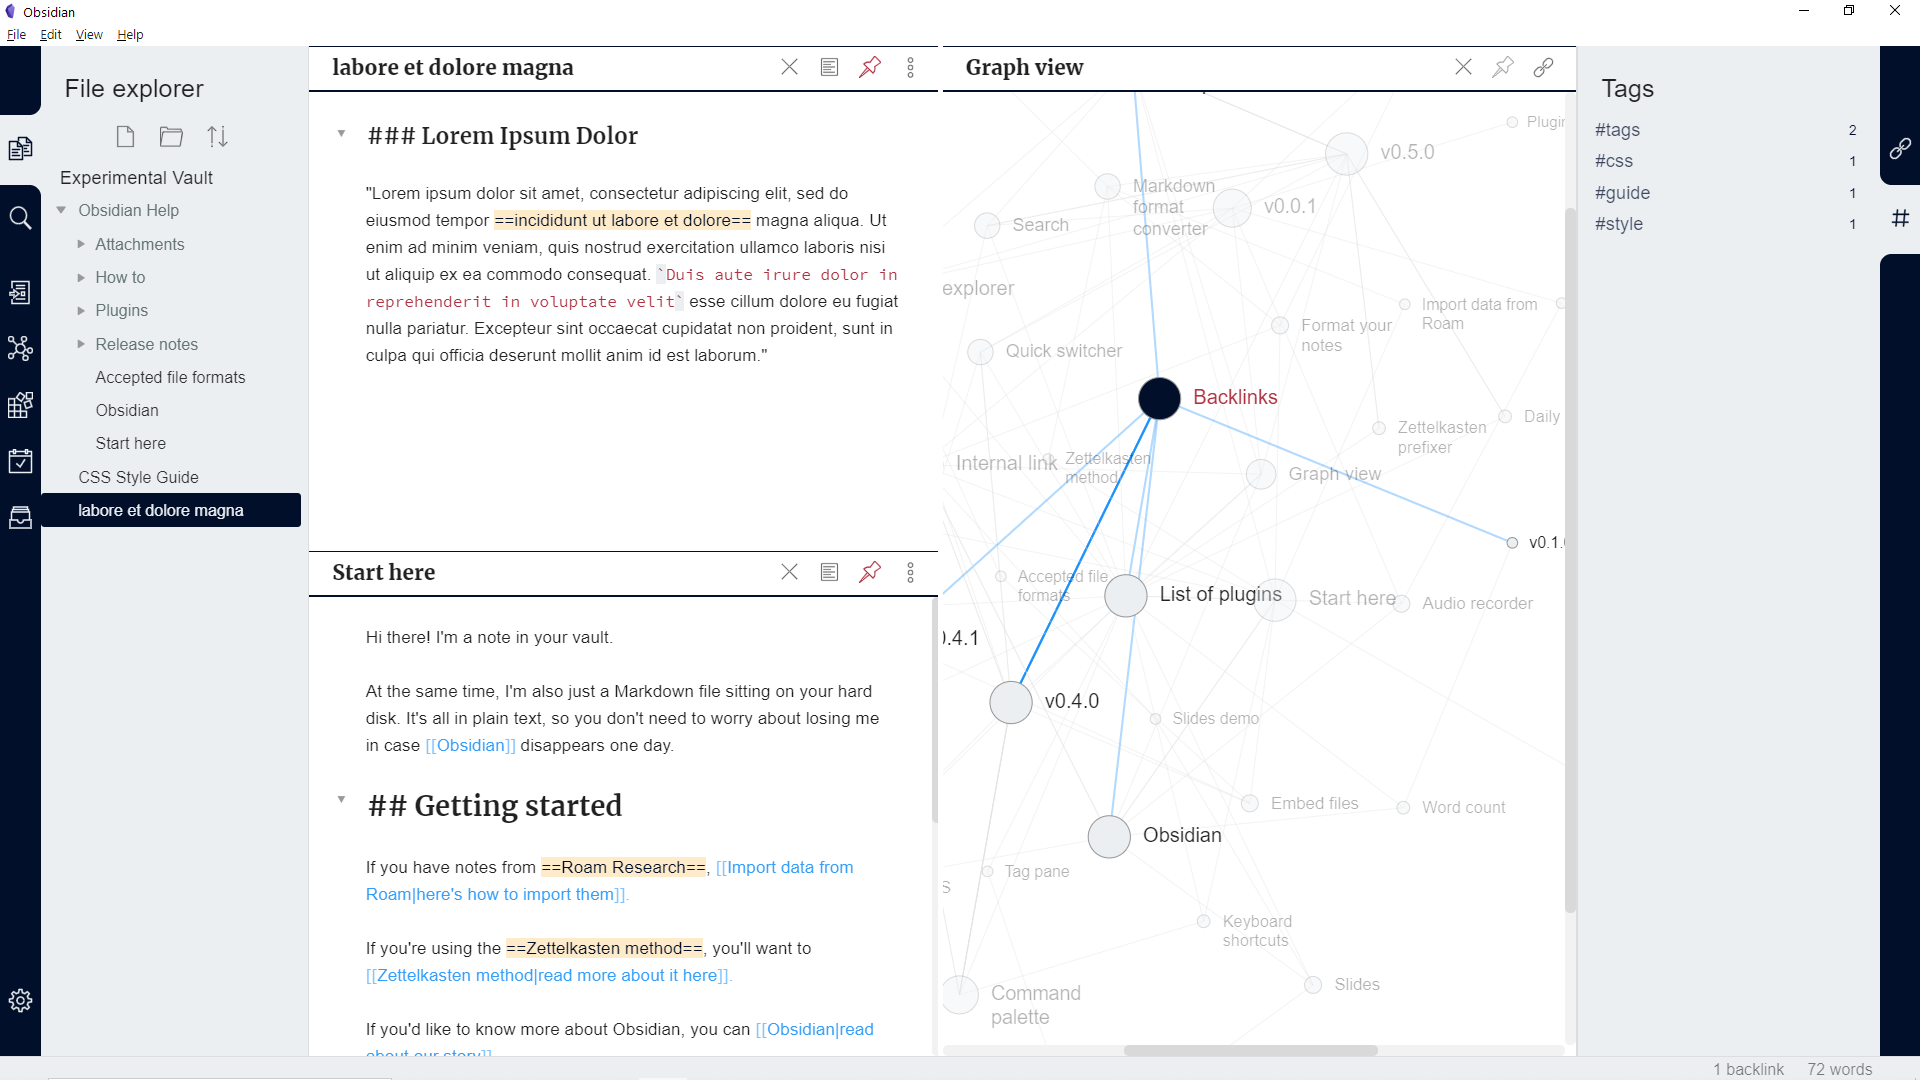 Obsidian
File Edit View Help
File explorer
Experimental Vault
Obsidian Help
Attachments
How to
Plugins
Release notes
Accepted file formats
Obsidian
Start here
CSS Style Guide
labore et dolore magna
labore et dolore magna
### Lorem Ipsum Dolor
"Lorem ipsum dolor sit amet, consectetur adipiscing elit, sed do
eiusmod tempor ==incididunt ut labore et dolore== magna aliqua. Ut
enim ad minim veniam, quis nostrud exercitation ullamco laboris nisi
ut aliquip ex ea commodo consequat. `Duis aute irure dolor in
reprehenderit in voluptate velit` esse cillum dolore eu fugiat
nulla pariatur. Excepteur sint occaecat cupidatat non proident, sunt in
culpa qui officia deserunt mollit anim id est laborum."
Start here
Hi there! I'm a note in your vault.
At the same time, I'm also just a Markdown file sitting on your hard
disk. It's all in plain text, so you don't need to worry about losing me
in case [[Obsidian]] disappears one day.
## Getting started
If you have notes from ==Roam Research==, [[Import data from
Roam|here's how to import them]].
If you're using the ==Zettelkasten method==, you'll want to
[[Zettelkasten method|read more about it here]].
If you'd like to know more about Obsidian, you can [[Obsidian|read
about our story]]
Graph view
Plugin
v0.5.0
Markdown
format
converter
v0.0.1
Search
explorer
Import data from
Roam
Format your
notes
Quick switcher
Backlinks
Daily
Zettelkasten
prefixer
Internal link
Zettelkasten
method
Graph view
v0.1.
Accepted file
formats
List of plugins
Start here
Audio recorder
.4.1
v0.4.0
Slides demo
Embed files
Word count
Obsidian
Tag pane
s
Keyboard
shortcuts
Slides
Command
palette
Tags
#tags 2
#css 1
#guide 1
#style 1
1 backlink 72 words